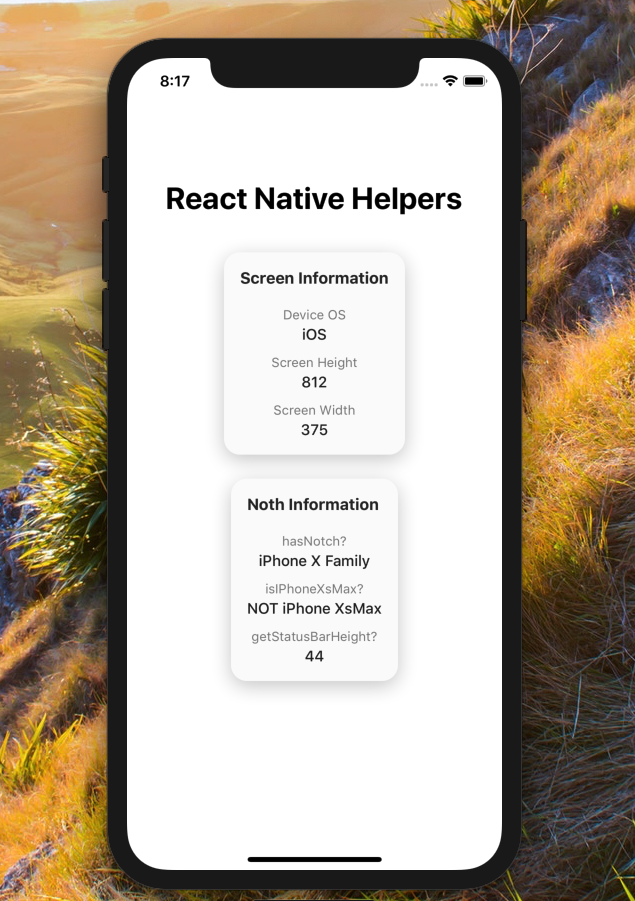 8:17
React Native Helpers
Screen Information
Device OS
iOS
Screen Height
812
Screen Width
375
Noth Information
hasNotch?
iPhone X Family
isIPhoneXsMax?
NOT iPhone XsMax
getStatusBarHeight?
44